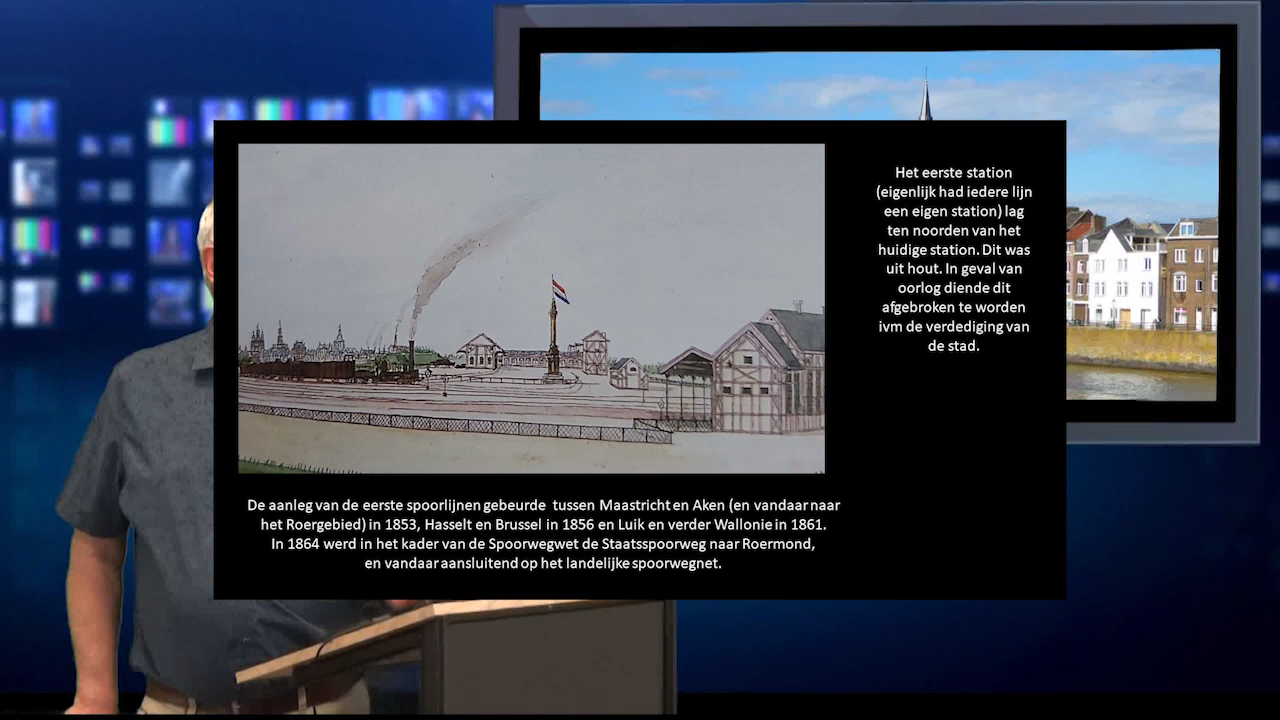 Het eerste station
(eigenlijk had iedere lijn
een eigen station) lag
ten noorden van het
huidige station. Dit was
uit hout. In geval van
oorlog diende dit
afgebroken te worden
ivm de verdediging van
de stad.
De aanleg van de eerste spoorlijnen gebeurde tussen Maastricht en Aken (en vandaar naar
het Roergebied) in 1853, Hasselt en Brussel in 1856 en Luik en verder Wallonie in 1861.
In 1864 werd in het kader van de Spoorwegwet de Staatsspoorweg naar Roermond,
en vandaar aansluitend op het landelijke spoorwegnet.